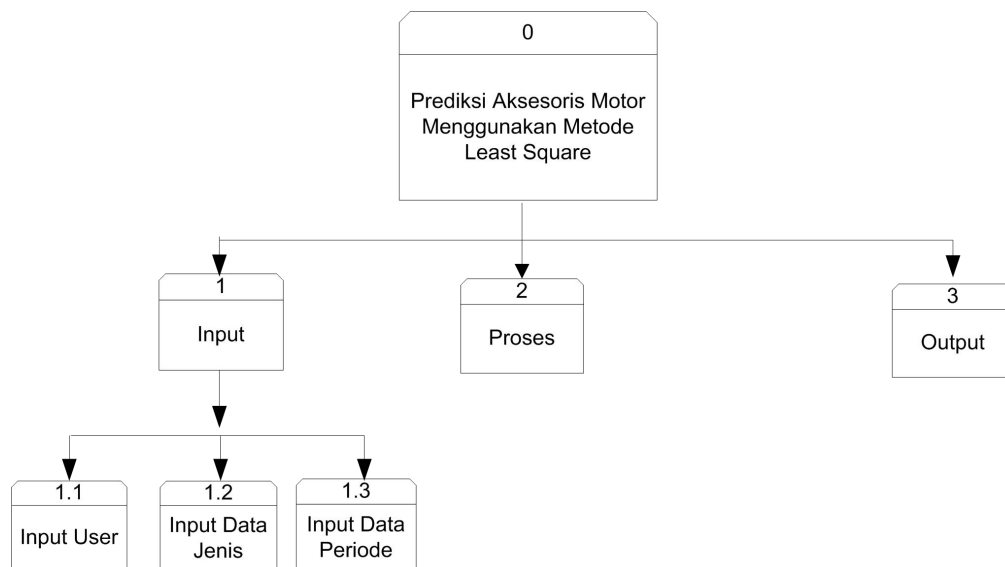 0
Prediksi Aksesoris Motor
Menggunakan Metode
Least Square
1
Input
2
Proses
3
Output
1.1
Input User
1.2
Input Data
Jenis
1.3
Input Data
Periode